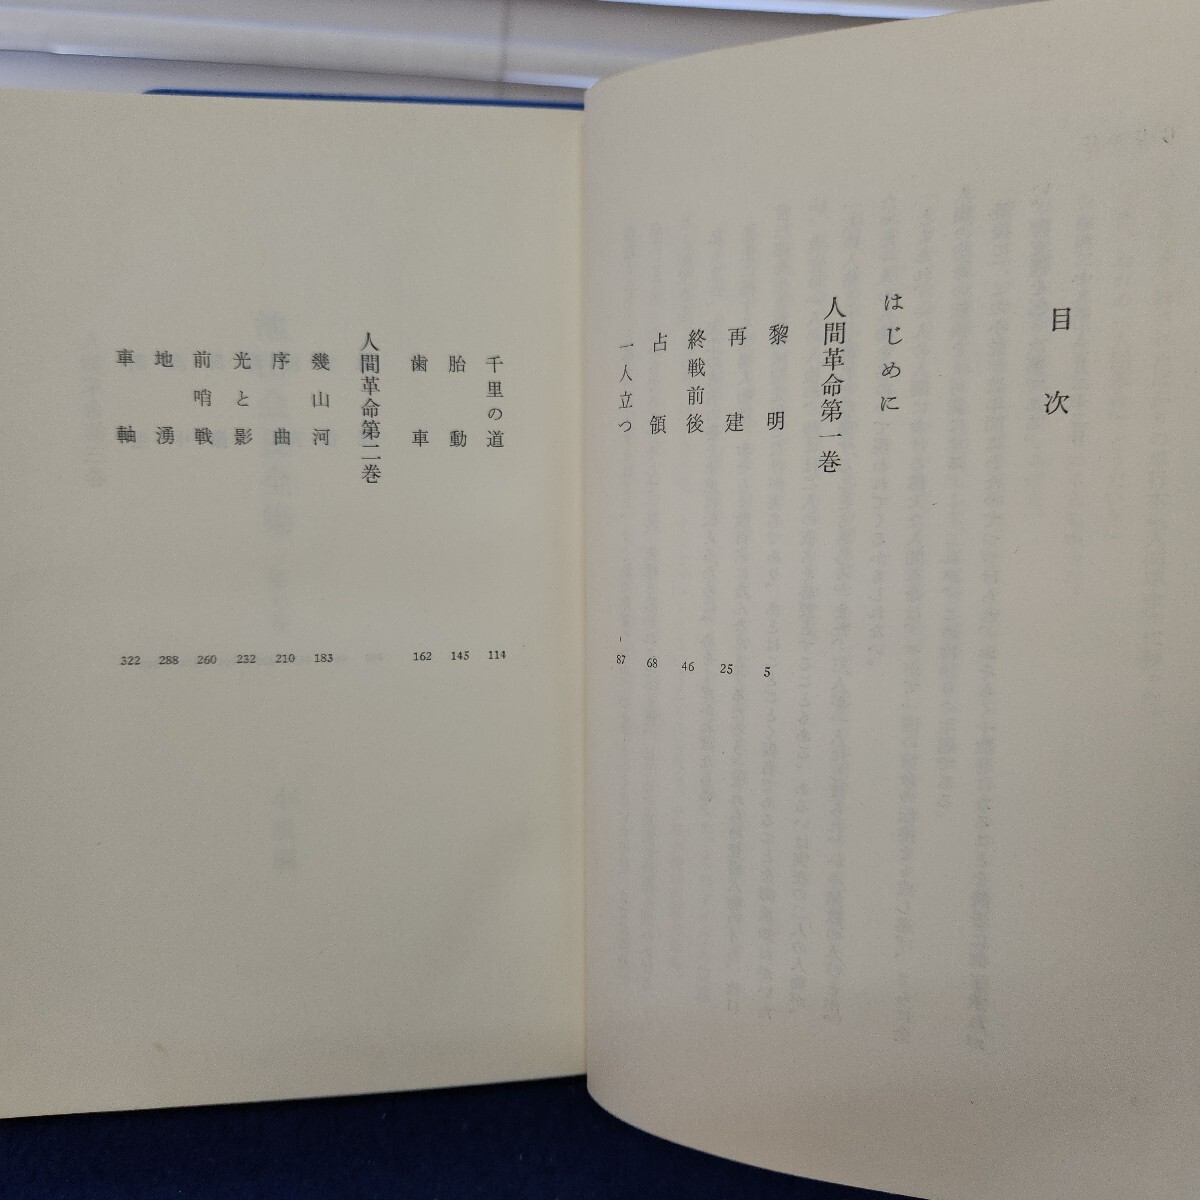 目次
はじめに
人間革命第一巻
黎明 5
再建 25
終戦前後 46
占領 68
一人立つ 87
千里の道 114
胎動 145
歯車 162
人間革命第二巻
幾山河 183
序曲 210
光と影 232
前哨戦 260
地湧 288
車軸 322